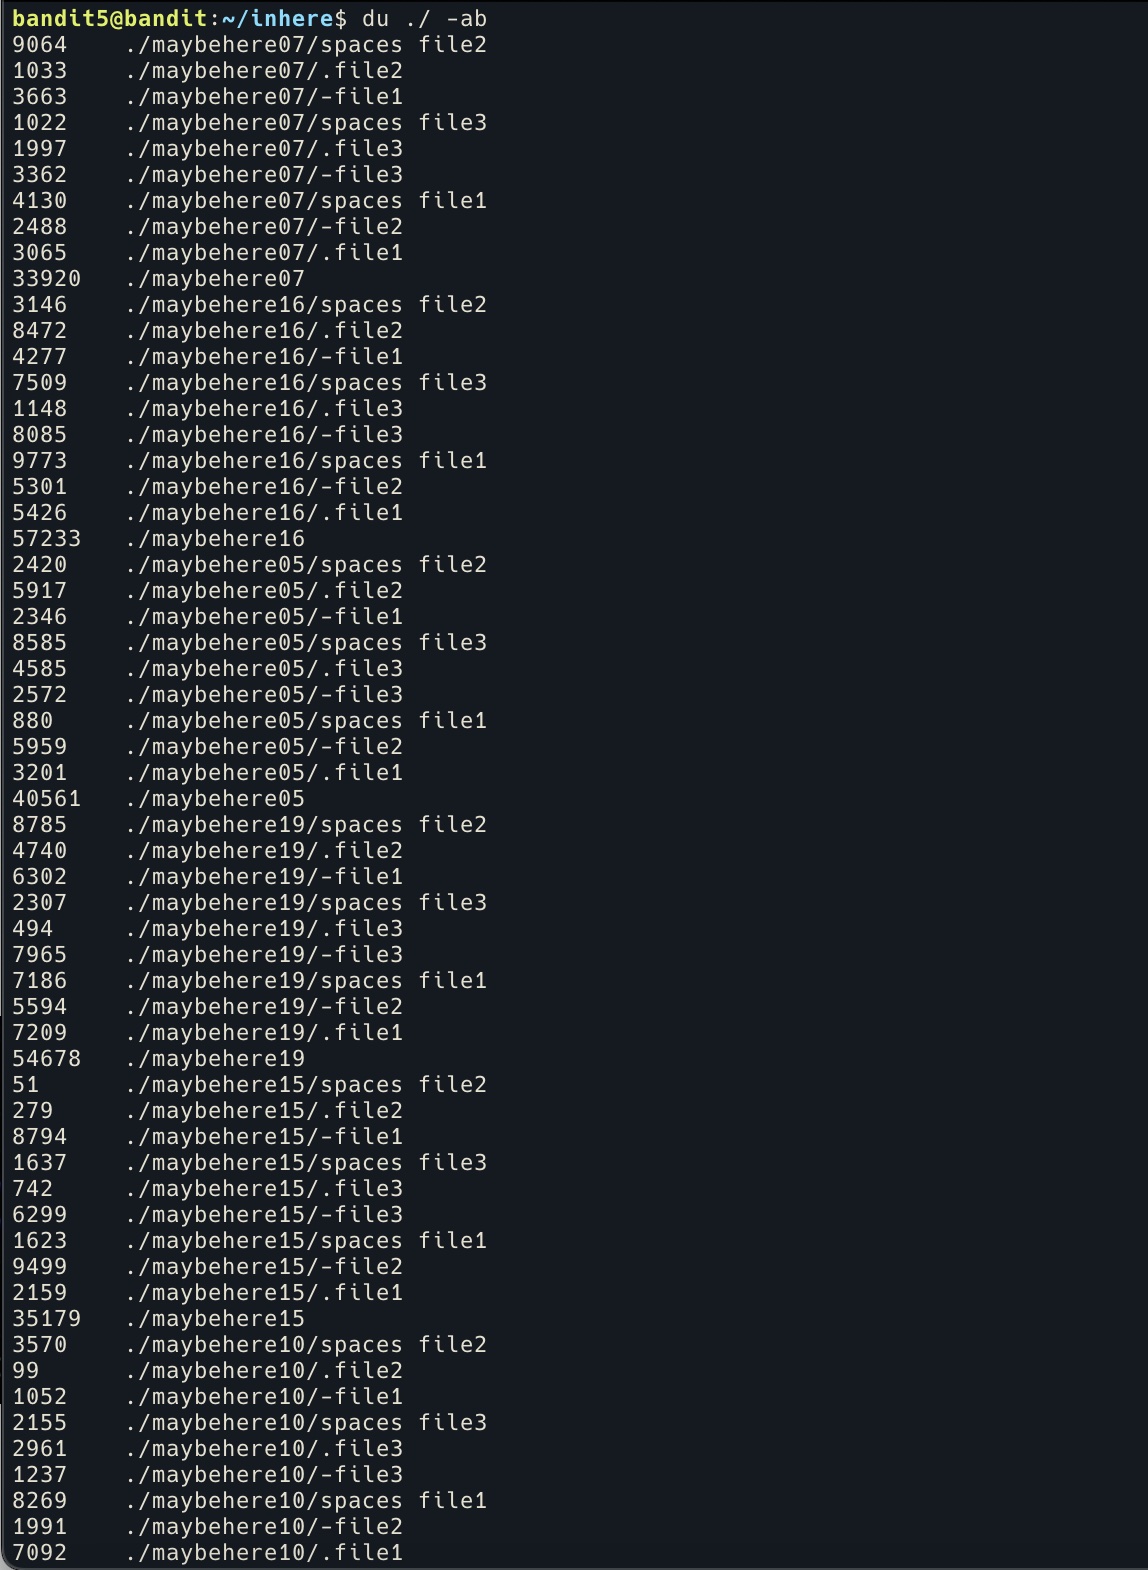 bandit5@bandit:~/inhere$ du ./ -ab
9064 ./maybehere07/spaces file2
1033 ./maybehere07/.file2
3663 ./maybehere07/-file1
1022 ./maybehere07/spaces file3
1997 ./maybehere07/.file3
3362 ./maybehere07/-file3
4130 ./maybehere07/spaces file1
2488 ./maybehere07/-file2
3065 ./maybehere07/.file1
33920 ./maybehere07
3146 ./maybehere16/spaces file2
8472 ./maybehere16/.file2
4277 ./maybehere16/-file1
7509 ./maybehere16/spaces file3
1148 ./maybehere16/.file3
8085 ./maybehere16/-file3
9773 ./maybehere16/spaces file1
5301 ./maybehere16/-file2
5426 ./maybehere16/.file1
57233 ./maybehere16
2420 ./maybehere05/spaces file2
5917 ./maybehere05/.file2
2346 ./maybehere05/-file1
8585 ./maybehere05/spaces file3
4585 ./maybehere05/.file3
2572 ./maybehere05/-file3
880 ./maybehere05/spaces file1
5959 ./maybehere05/-file2
3201 ./maybehere05/.file1
40561 ./maybehere05
8785 ./maybehere19/spaces file2
4740 ./maybehere19/.file2
6302 ./maybehere19/-file1
2307 ./maybehere19/spaces file3
494 ./maybehere19/.file3
7965 ./maybehere19/-file3
7186 ./maybehere19/spaces file1
5594 ./maybehere19/-file2
7209 ./maybehere19/.file1
54678 ./maybehere19
51 ./maybehere15/spaces file2
279 ./maybehere15/.file2
8794 ./maybehere15/-file1
1637 ./maybehere15/spaces file3
742 ./maybehere15/.file3
6299 ./maybehere15/-file3
1623 ./maybehere15/spaces file1
9499 ./maybehere15/-file2
2159 ./maybehere15/.file1
35179 ./maybehere15
3570 ./maybehere10/spaces file2
99 ./maybehere10/.file2
1052 ./maybehere10/-file1
2155 ./maybehere10/spaces file3
2961 ./maybehere10/.file3
1237 ./maybehere10/-file3
8269 ./maybehere10/spaces file1
1991 ./maybehere10/-file2
7092 ./maybehere10/.file1